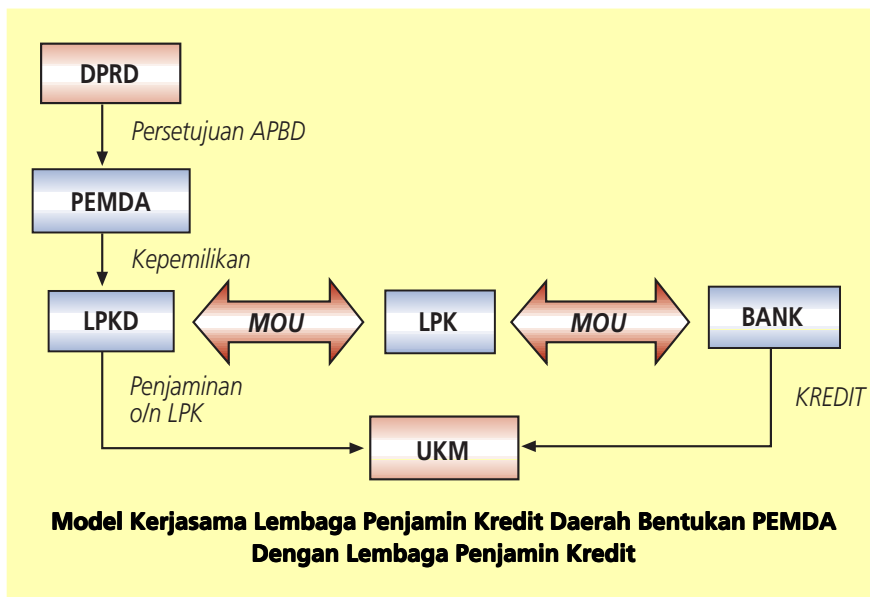 DPRD
Persetujuan APBD
PEMDA
Kepemilikan
LPKD
MOU
LPK
MOU
BANK
Penjaminan
o/n LPK
KREDIT
UKM
Model Kerjasama Lembaga Penjamin Kredit Daerah Bentukan PEMDA
Dengan Lembaga Penjamin Kredit